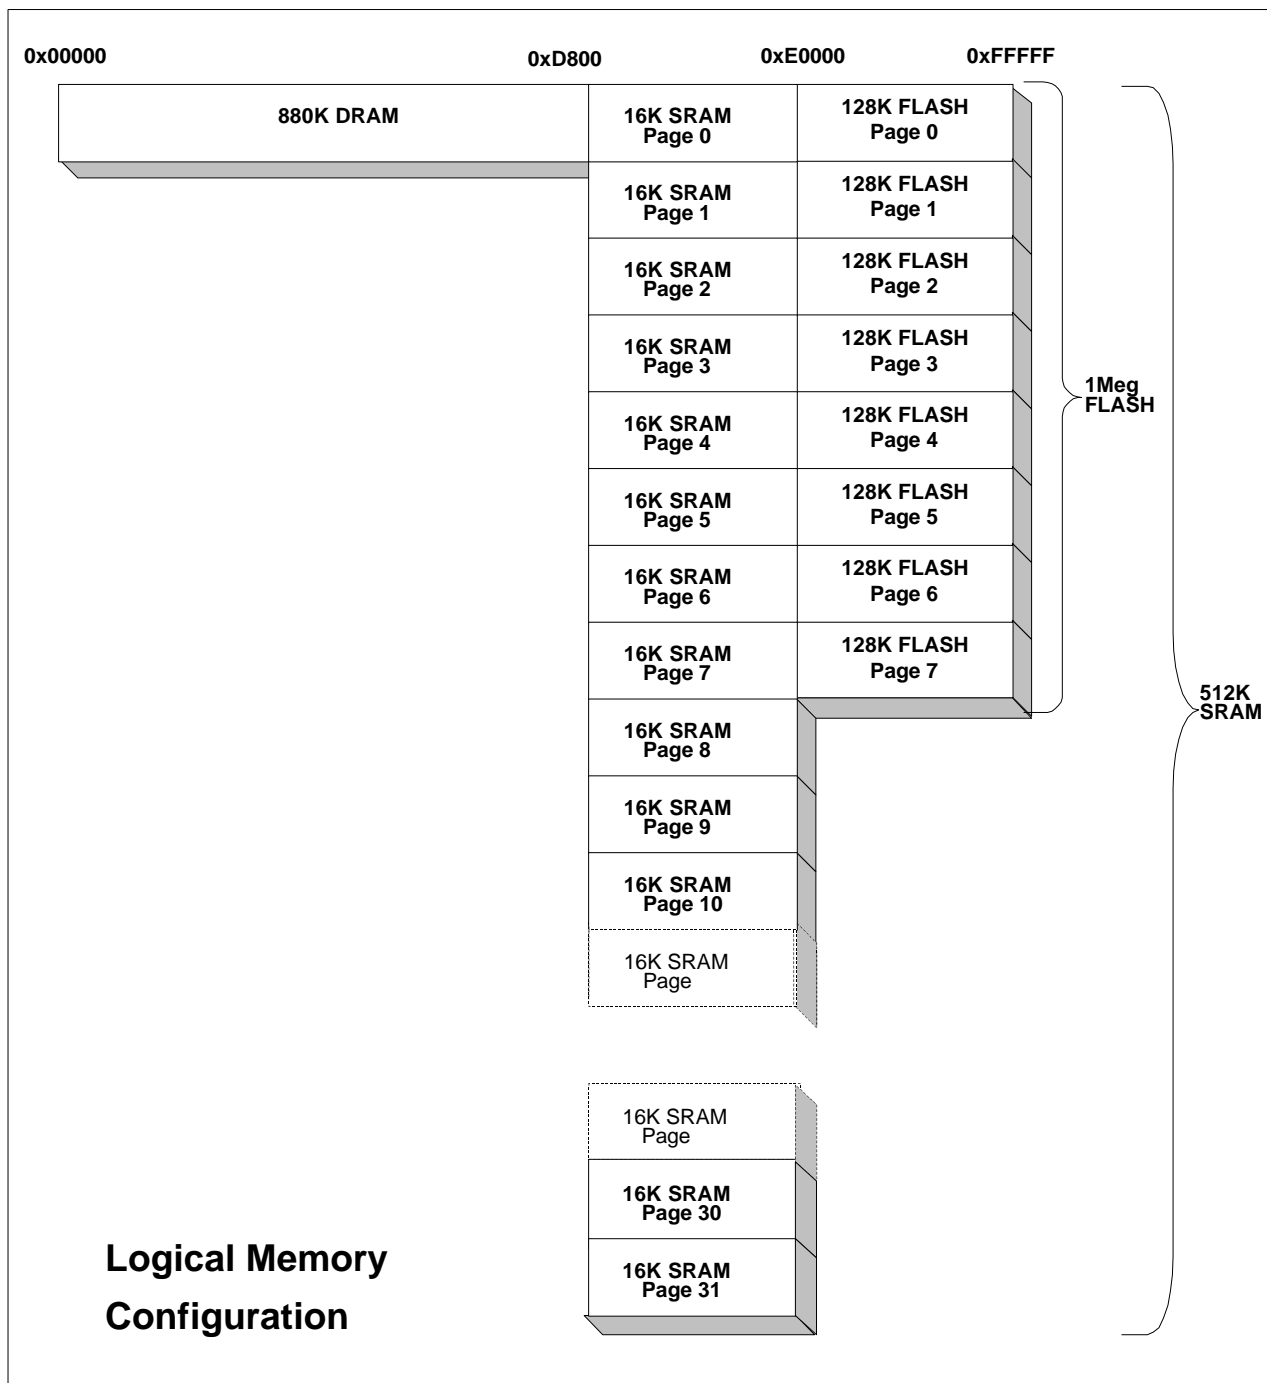 0x00000
0xD800
0xE0000
0xFFFFF
880K DRAM
16K SRAM
Page 0
128K FLASH
Page 0
16K SRAM
Page 1
128K FLASH
Page 1
16K SRAM
Page 2
128K FLASH
Page 2
16K SRAM
Page 3
128K FLASH
Page 3
1Meg
FLASH
16K SRAM
Page 4
128K FLASH
Page 4
16K SRAM
Page 5
128K FLASH
Page 5
16K SRAM
Page 6
128K FLASH
Page 6
16K SRAM
Page 7
128K FLASH
Page 7
512K
SRAM
16K SRAM
Page 8
16K SRAM
Page 9
16K SRAM
Page 10
16K SRAM
Page
16K SRAM
Page
16K SRAM
Page 30
16K SRAM
Page 31
Logical Memory
Configuration